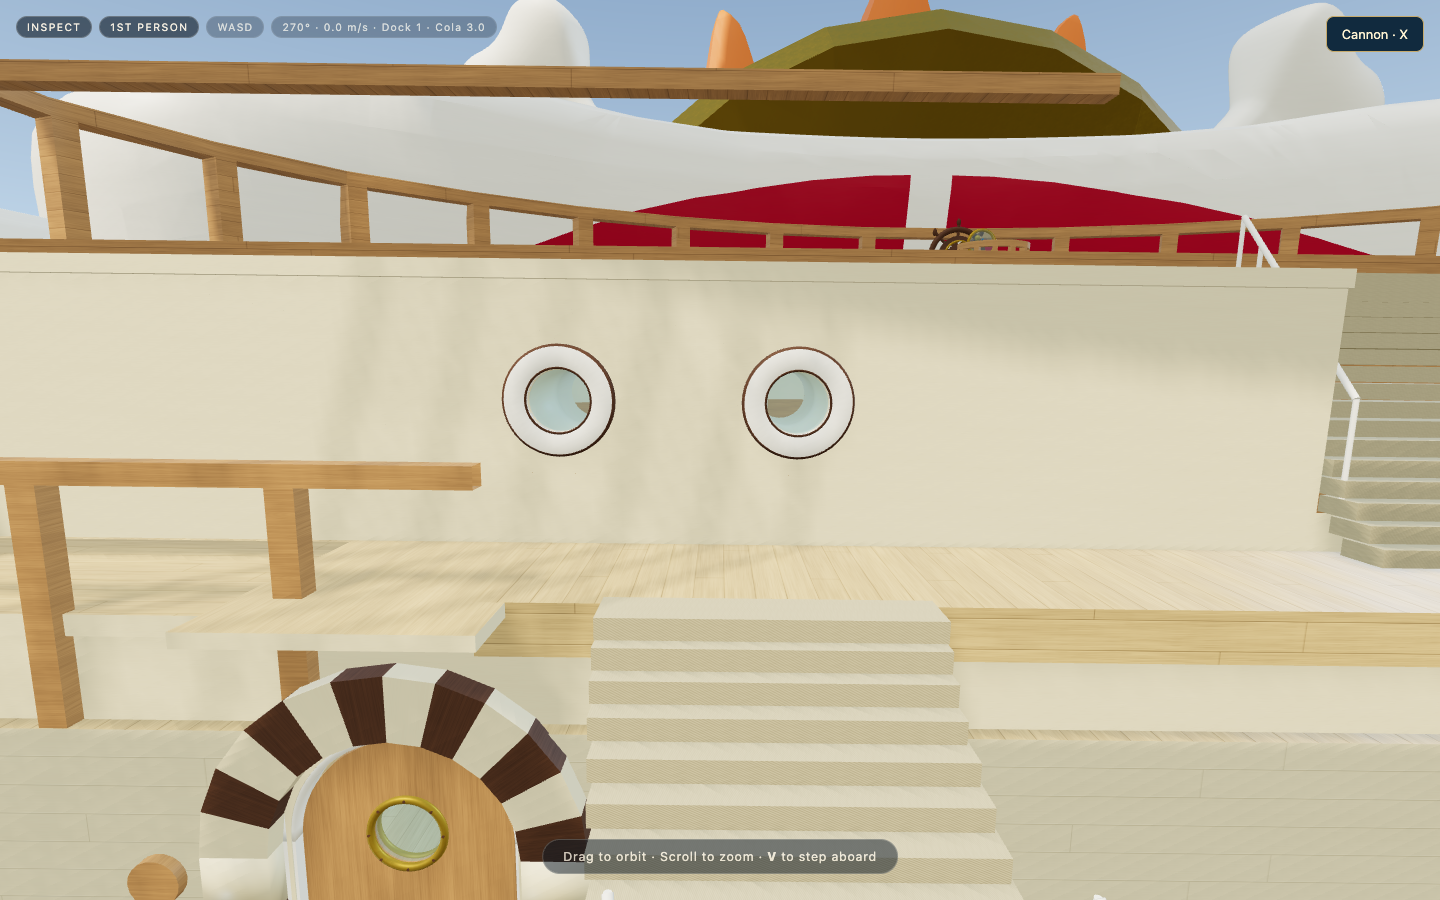 INSPECT
1ST PERSON
WASD
270° · 0.0 m/s · Dock 1 · Cola 3.0
Cannon · X
Drag to orbit · Scroll to zoom · V to step aboard